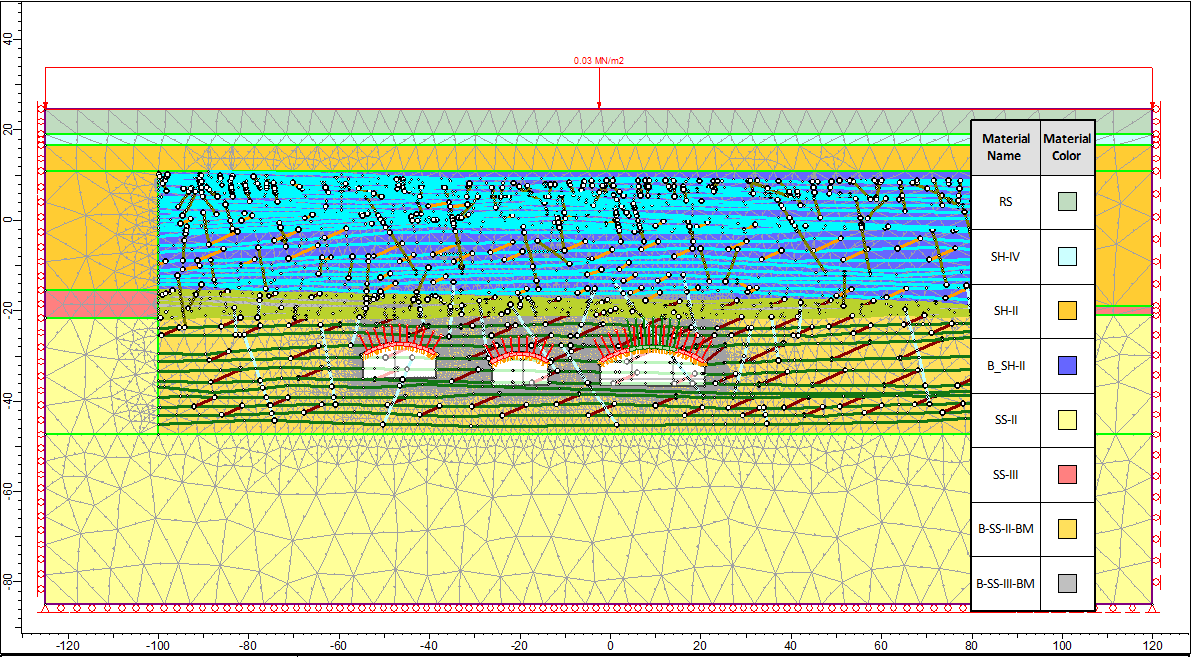 0.03 MN/m2
40
20
0
-20
-40
-60
-80
Material Name Material Color
RS
SH-IV
SH-II
B_SH-II
SS-II
SS-III
B-SS-II-BM
B-SS-III-BM
-120 -100 -80 -60 -40 -20 0 20 40 60 80 100 120